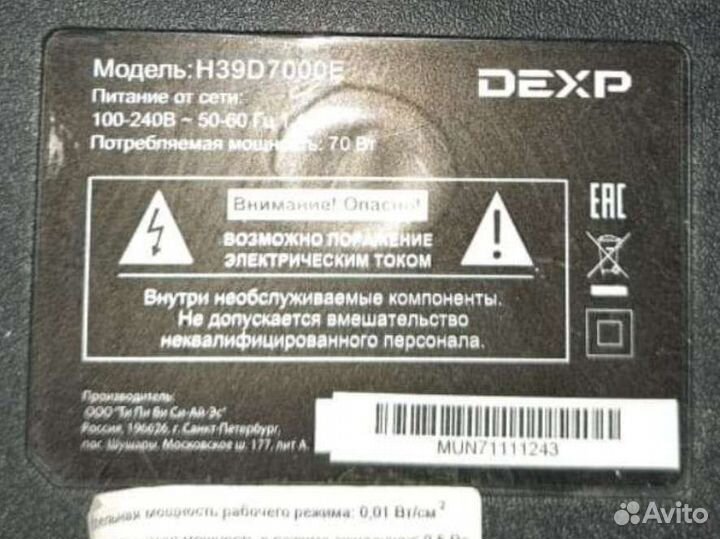 Модель: H39D7000E
DEXP
Питание от сети:
100-240В ~ 50-60 Гц
Потребляемая мощность: 70 Вт
Внимание! Опасно!
ВОЗМОЖНО ПОРАЖЕНИЕ
ЭЛЕКТРИЧЕСКИМ ТОКОМ
EAC
Внутри необслуживаемые компоненты.
Не допускается вмешательство
неквалифицированного персонала.
Производитель:
ООО "Ти Пи Ви Си-Ай-Эс"
Россия, 196626, г. Санкт-Петербург,
пос. Шушары, Московское ш. 177, лит А
MUN71111243
мощность рабочего режима: 0,01 Вт/см²
Avito